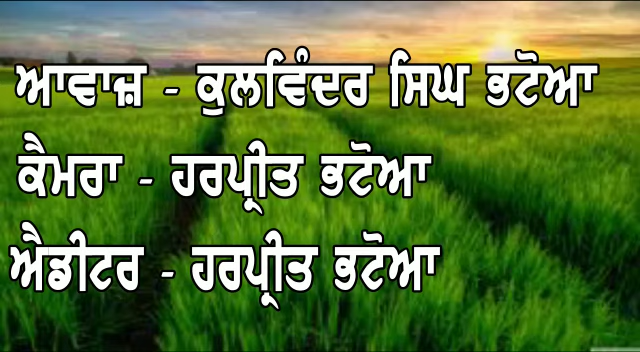 ਆਵਾਜ਼ - ਕੁਲਵਿੰਦਰ ਸਿਘ ਭਟੋਆ
ਕੈਮਰਾ - ਹਰਪ੍ਰੀਤ ਭਟੋਆ
ਐਡੀਟਰ - ਹਰਪ੍ਰੀਤ ਭਟੋਆ